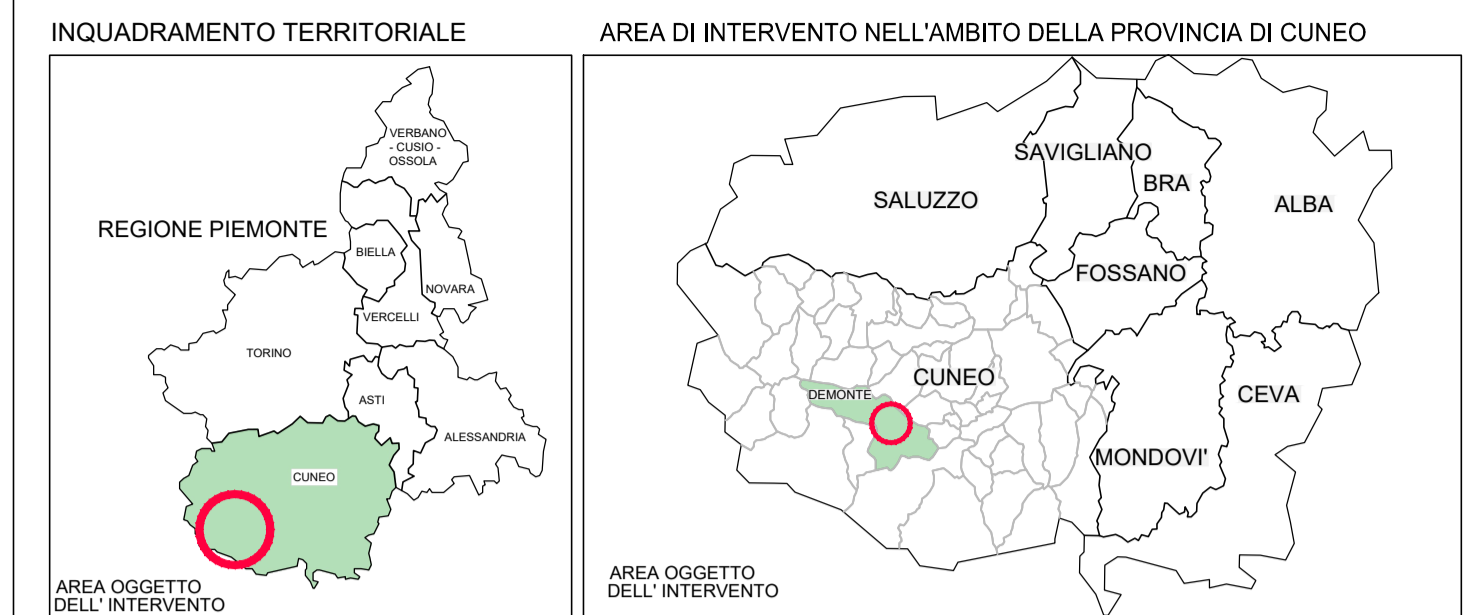 INQUADRAMENTO TERRITORIALE
VERBANO
- CUSIO -
OSSOLA
REGIONE PIEMONTE
BIELLA
NOVARA
VERCELLI
TORINO
ASTI
ALESSANDRIA
CUNEO
AREA OGGETTO
DELL' INTERVENTO
AREA DI INTERVENTO NELL'AMBITO DELLA PROVINCIA DI CUNEO
SAVIGLIANO
BRA
SALUZZO
ALBA
FOSSANO
CUNEO
DEMONTE
CEVA
MONDOVI'
AREA OGGETTO
DELL' INTERVENTO